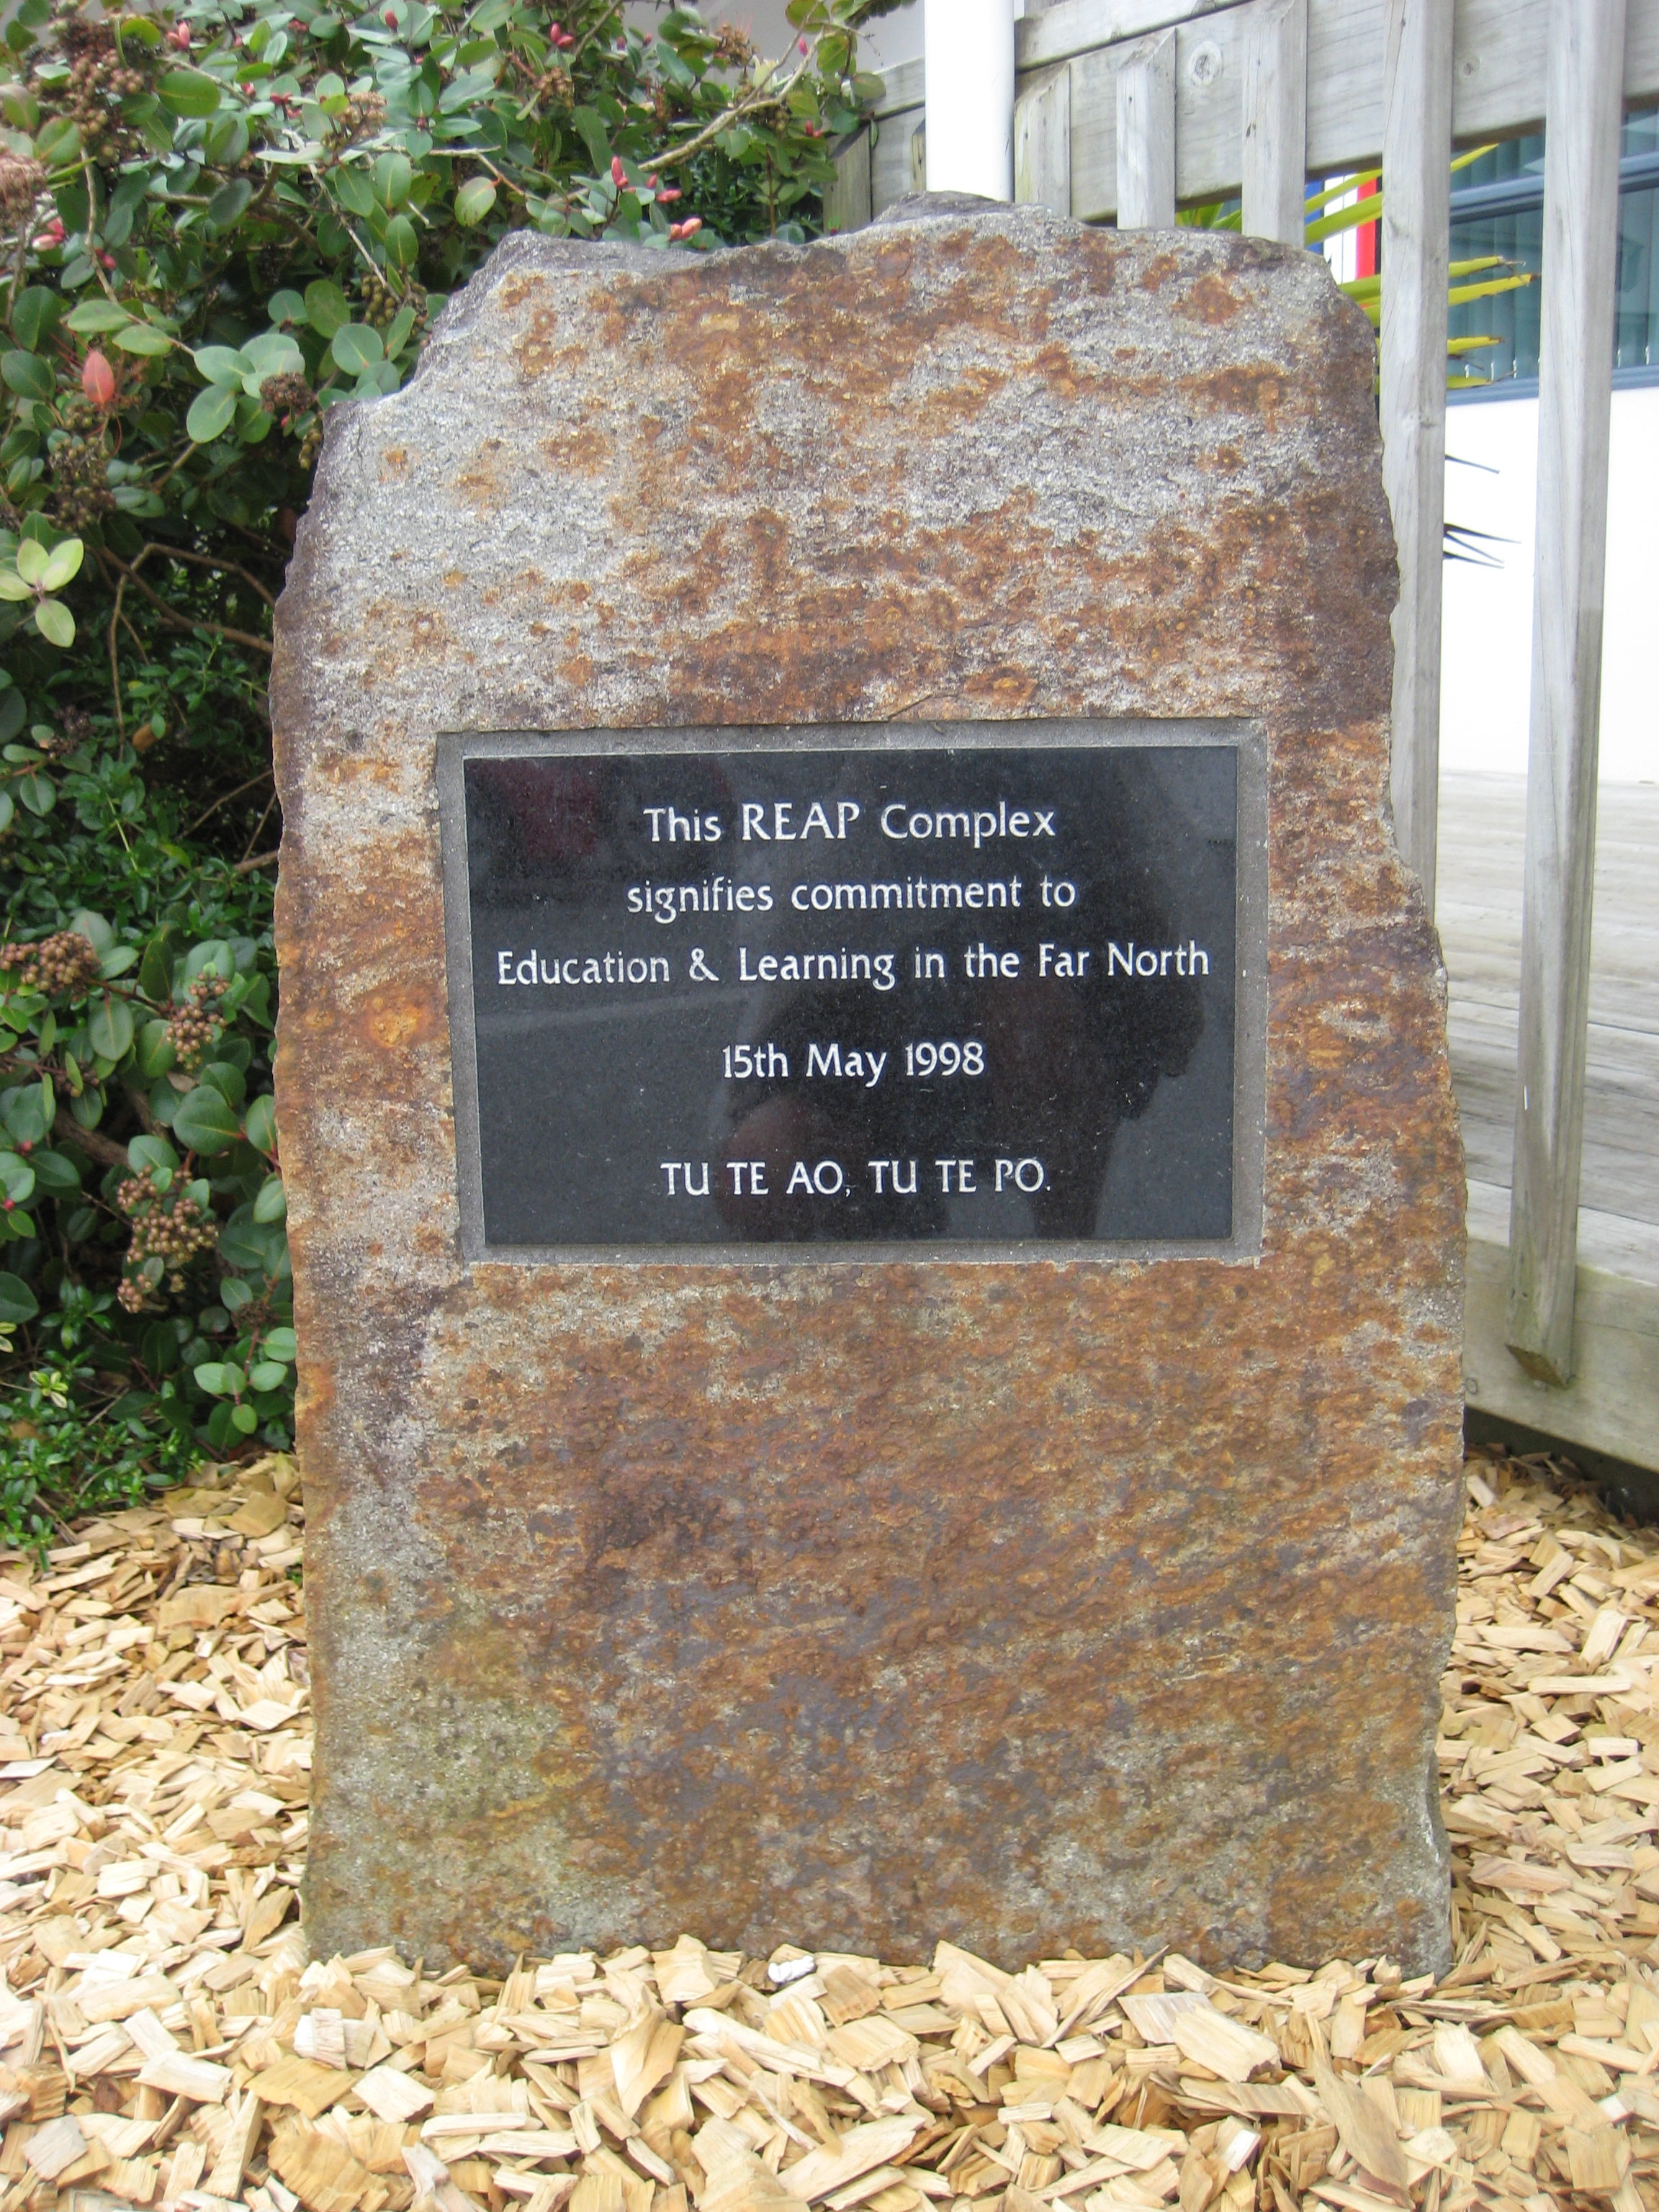 This REAP Complex
signifies commitment to
Education & Learning in the Far North
15th May 1998
TU TE AO, TU TE PO.